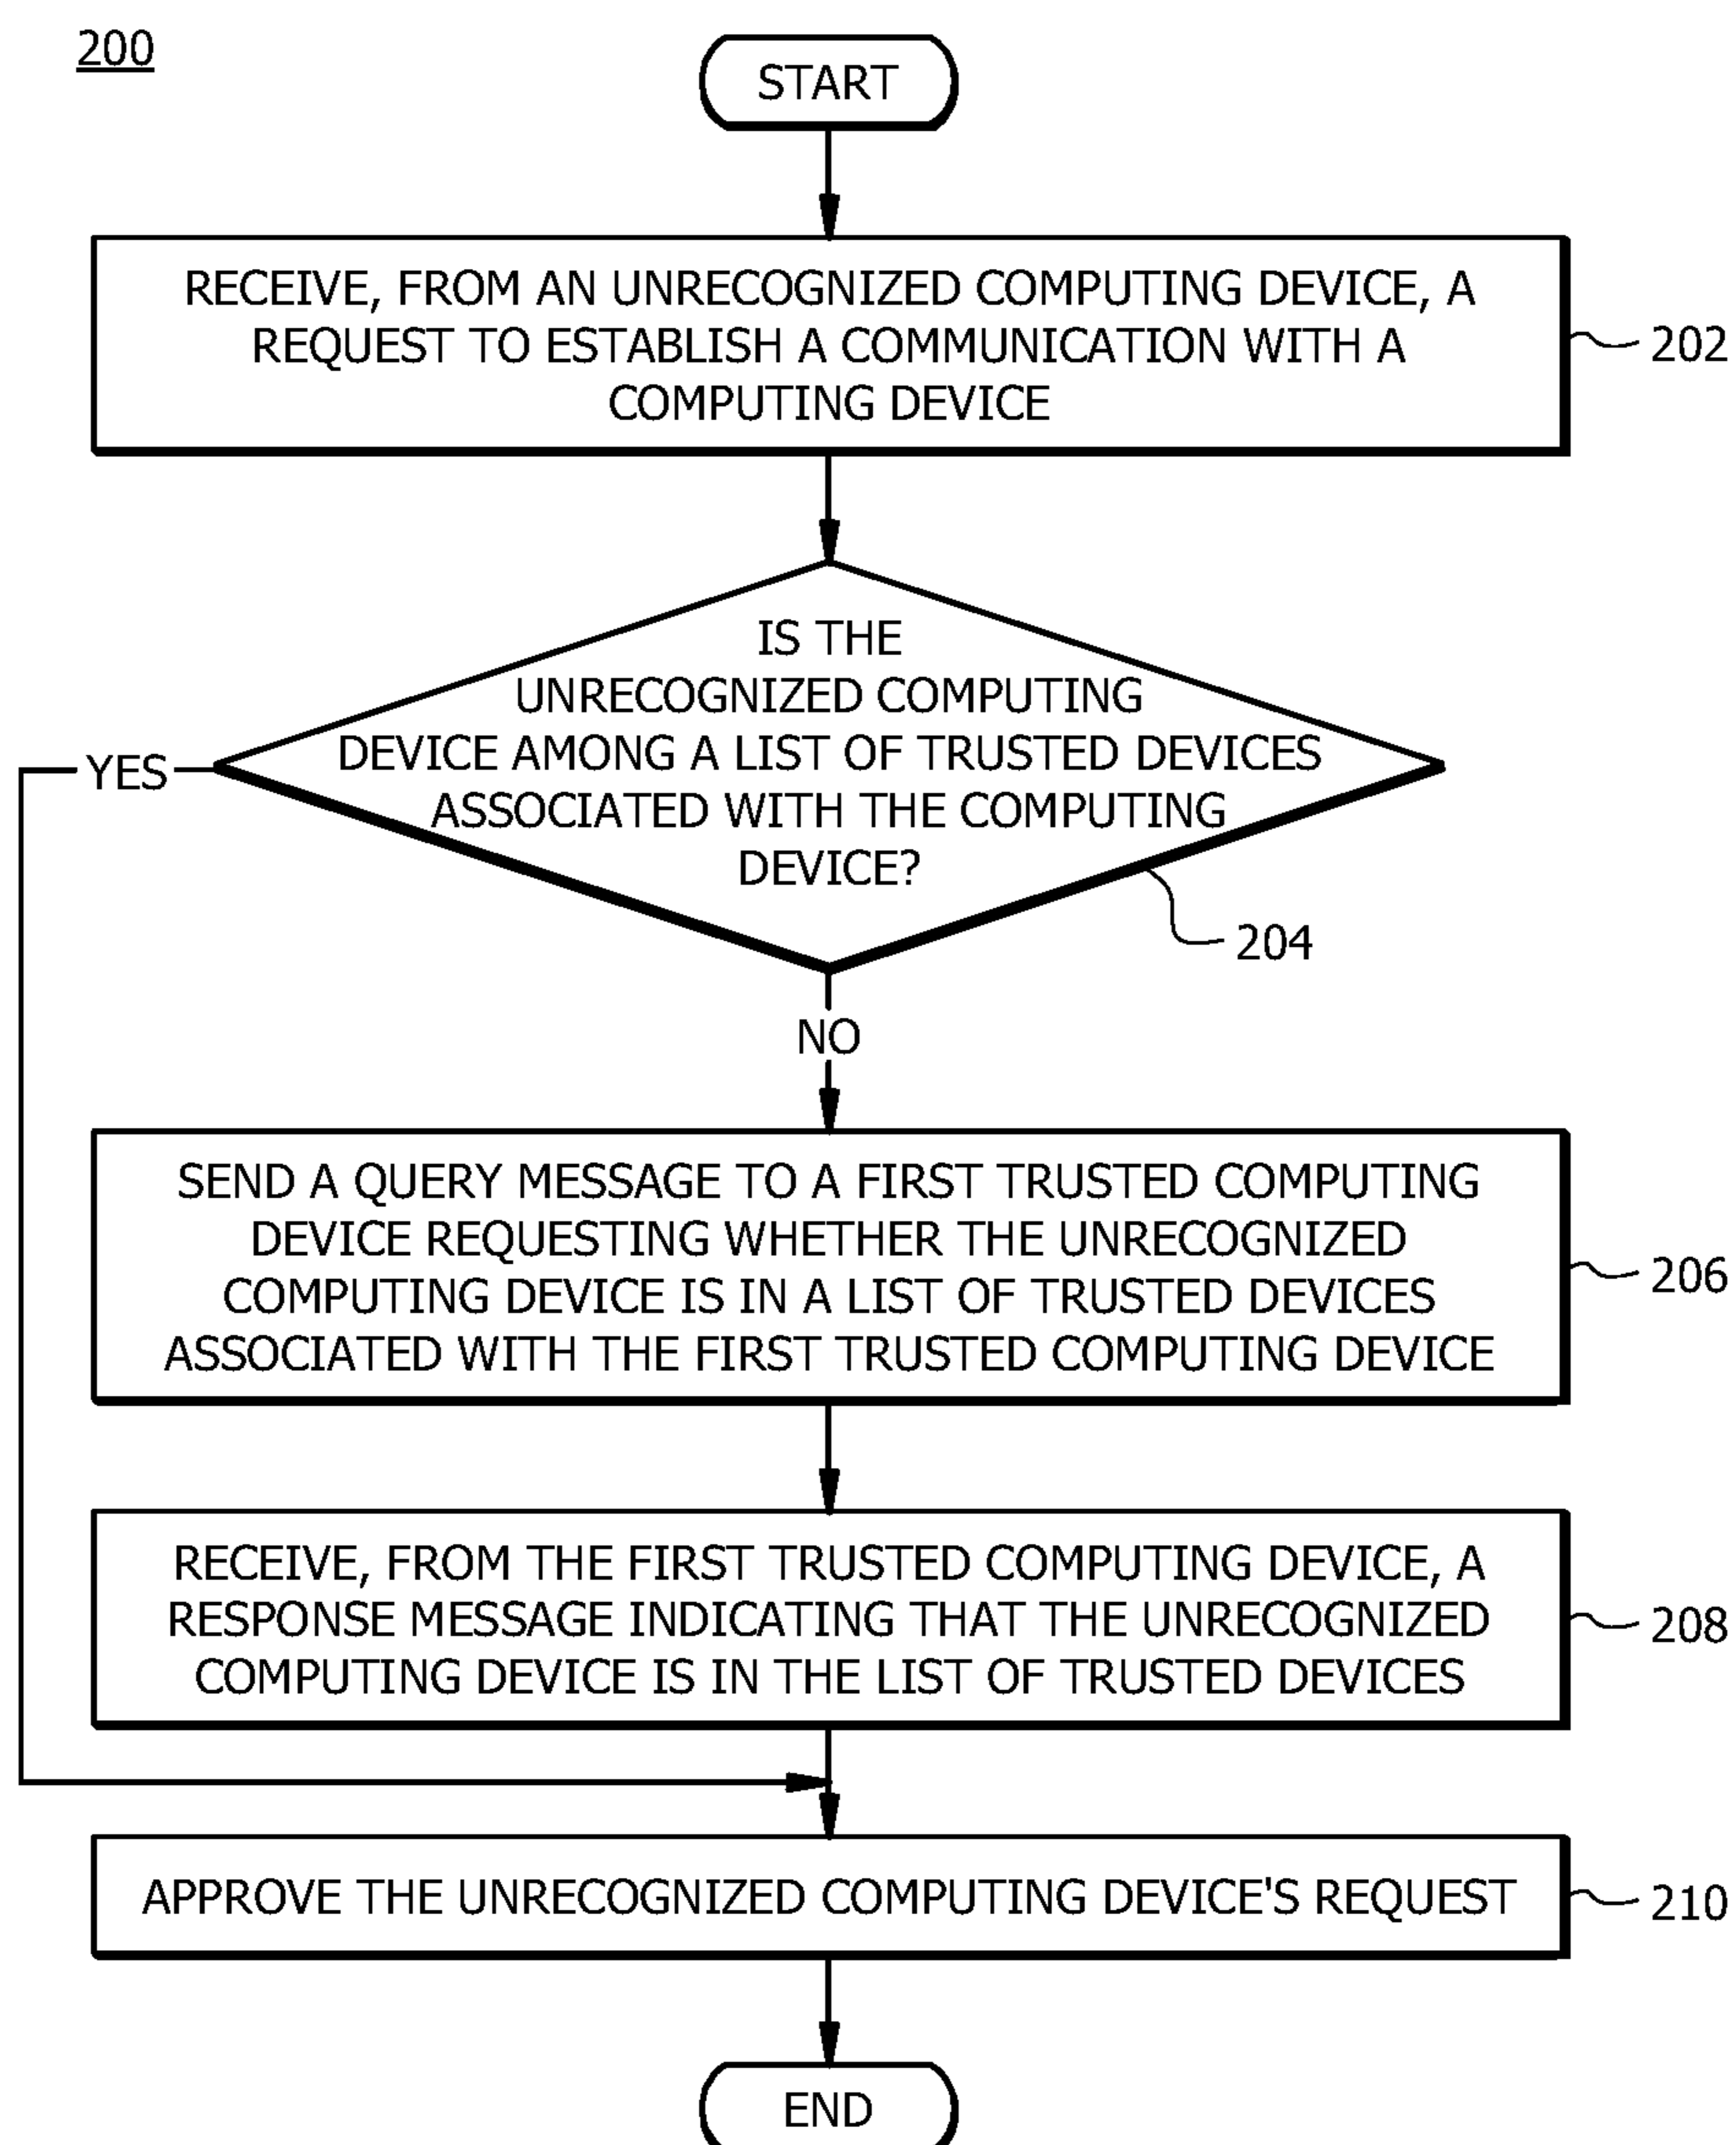 200
START
RECEIVE, FROM AN UNRECOGNIZED COMPUTING DEVICE, A
REQUEST TO ESTABLISH A COMMUNICATION WITH A
COMPUTING DEVICE
202
IS THE
UNRECOGNIZED COMPUTING
DEVICE AMONG A LIST OF TRUSTED DEVICES
ASSOCIATED WITH THE COMPUTING
DEVICE?
YES
204
NO
SEND A QUERY MESSAGE TO A FIRST TRUSTED COMPUTING
DEVICE REQUESTING WHETHER THE UNRECOGNIZED
COMPUTING DEVICE IS IN A LIST OF TRUSTED DEVICES
ASSOCIATED WITH THE FIRST TRUSTED COMPUTING DEVICE
206
RECEIVE, FROM THE FIRST TRUSTED COMPUTING DEVICE, A
RESPONSE MESSAGE INDICATING THAT THE UNRECOGNIZED
COMPUTING DEVICE IS IN THE LIST OF TRUSTED DEVICES
208
APPROVE THE UNRECOGNIZED COMPUTING DEVICE'S REQUEST
210
END